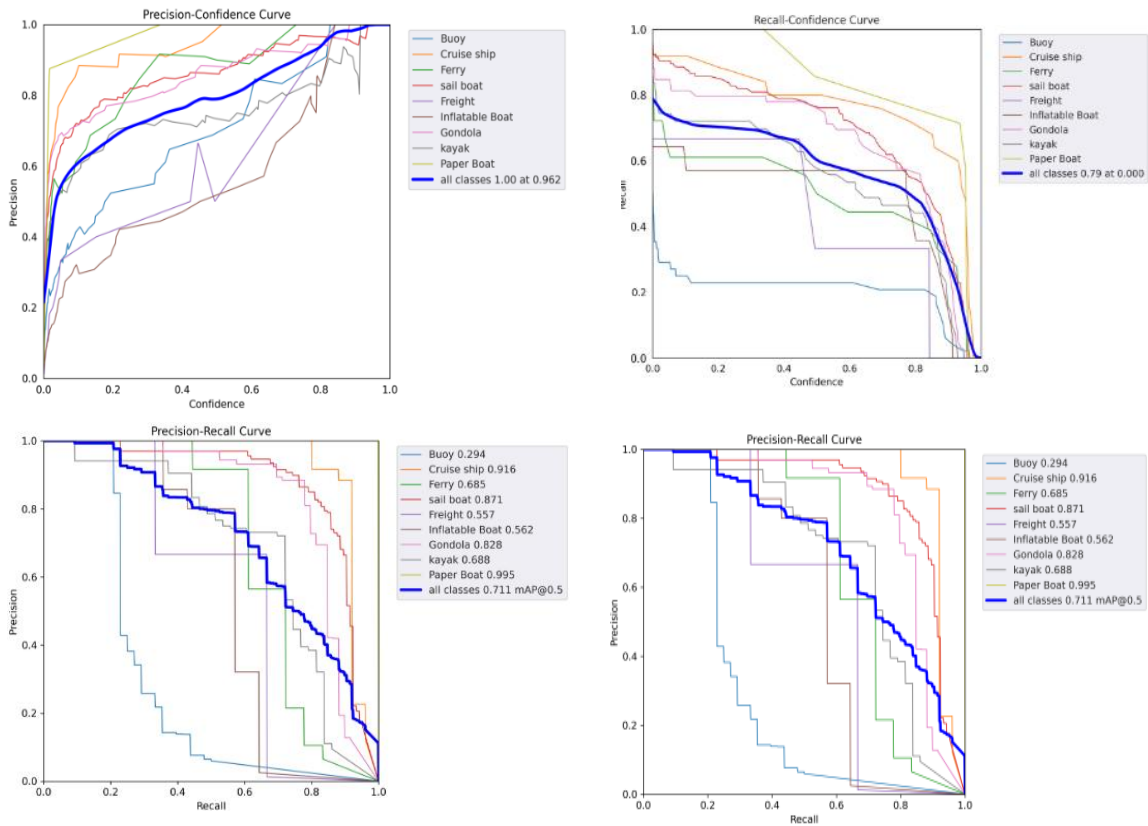 Precision-Confidence Curve
1.0
0.8
0.6
0.4
0.2
0.0
Precision
0.0 0.2 0.4 0.6 0.8 1.0
Confidence
Buoy
Cruise ship
Ferry
sail boat
Freight
Inflatable Boat
Gondola
kayak
Paper Boat
all classes 1.00 at 0.962
Recall-Confidence Curve
1.0
0.8
0.6
0.4
0.2
0.0
Recall
0.0 0.2 0.4 0.6 0.8 1.0
Confidence
Buoy
Cruise ship
Ferry
sail boat
Freight
Inflatable Boat
Gondola
kayak
Paper Boat
all classes 0.79 at 0.000
Precision-Recall Curve
1.0
0.8
0.6
0.4
0.2
0.0
Precision
0.0 0.2 0.4 0.6 0.8 1.0
Recall
Buoy 0.294
Cruise ship 0.916
Ferry 0.685
sail boat 0.871
Freight 0.557
Inflatable Boat 0.562
Gondola 0.828
kayak 0.688
Paper Boat 0.995
all classes 0.711 mAP@0.5
Precision-Recall Curve
1.0
0.8
0.6
0.4
0.2
0.0
Precision
0.0 0.2 0.4 0.6 0.8 1.0
Recall
Buoy 0.294
Cruise ship 0.916
Ferry 0.685
sail boat 0.871
Freight 0.557
Inflatable Boat 0.562
Gondola 0.828
kayak 0.688
Paper Boat 0.995
all classes 0.711 mAP@0.5